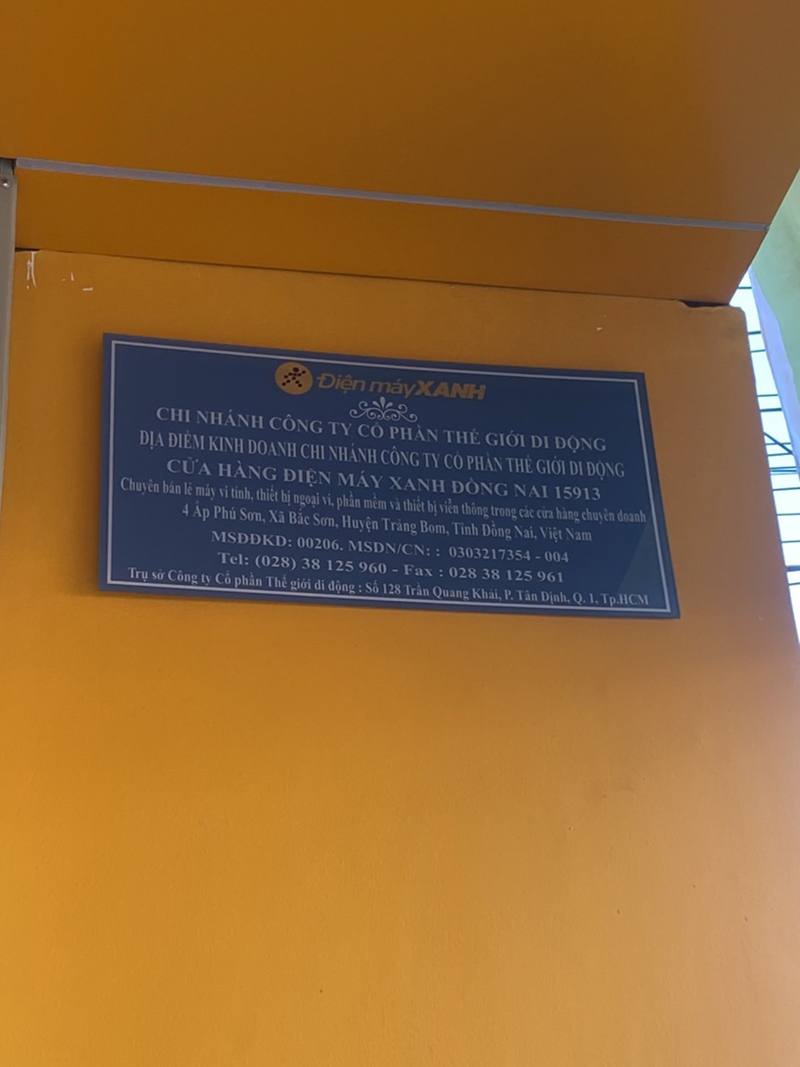 Điện máyXANH
CHI NHÁNH CÔNG TY CỔ PHẦN THẾ GIỚI DI ĐỘNG
ĐỊA ĐIỂM KINH DOANH CHI NHÁNH CÔNG TY CỔ PHẦN THẾ GIỚI DI ĐỘNG
CỬA HÀNG ĐIỆN MÁY XANH ĐỒNG NAI 15913
Chuyên bán lẻ máy vi tính, thiết bị ngoại vi, phần mềm và thiết bị viễn thông trong các cửa hàng chuyên doanh
4 Ấp Phú Sơn, Xã Bắc Sơn, Huyện Trảng Bom, Tỉnh Đồng Nai, Việt Nam
MSĐĐKD: 00206. MSDN/CN: : 0303217354 - 004
Tel: (028) 38 125 960 - Fax : 028 38 125 961
Trụ sở Công ty Cổ phần Thế giới di động : Số 128 Trần Quang Khải, P. Tân Định, Q. 1, Tp.HCM